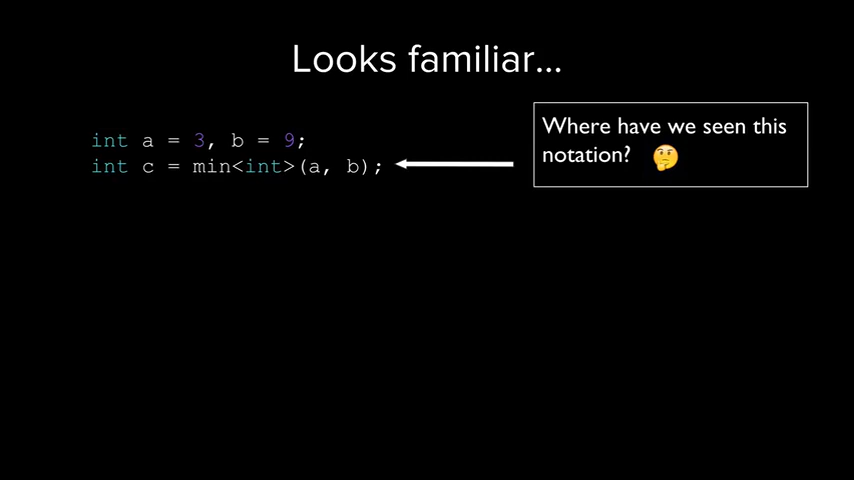 Looks familiar...
int a = 3, b = 9;
int c = min<int>(a, b);
Where have we seen this
notation? 🤔